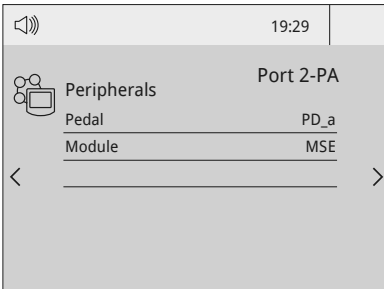 19:29
Port 2-PA
Peripherals
Pedal PD_a
Module MSE